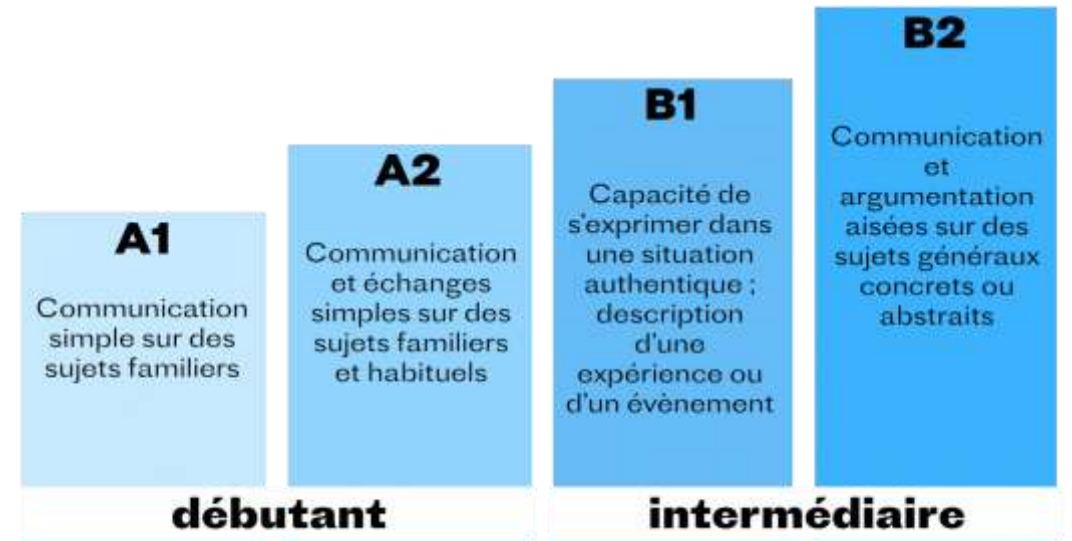 A1
Communication
simple sur des
sujets familiers
A2
Communication
et échanges
simples sur des
sujets familiers
et habituels
B1
Capacité de
s'exprimer dans
une situation
authentique ;
description
d'une
expérience ou
d'un évènement
B2
Communication
et
argumentation
aisées sur des
sujets généraux
concrets ou
abstraits
débutant
intermédiaire